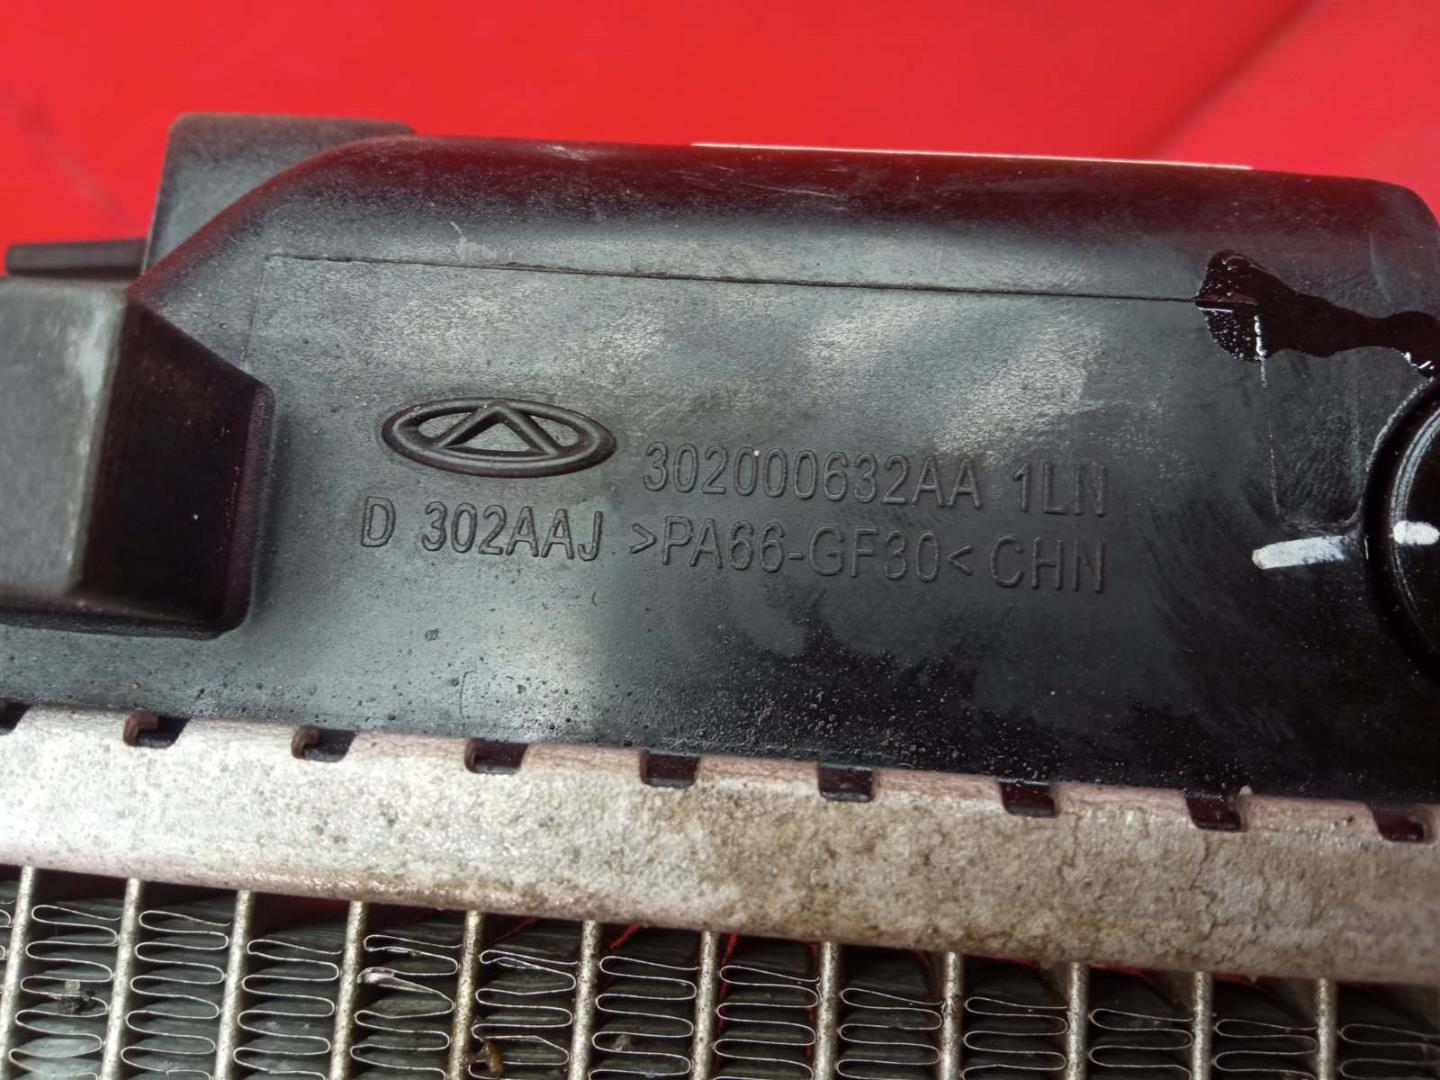 302000632AA 1LN
D 302AAJ >PA66-GF30< CHN